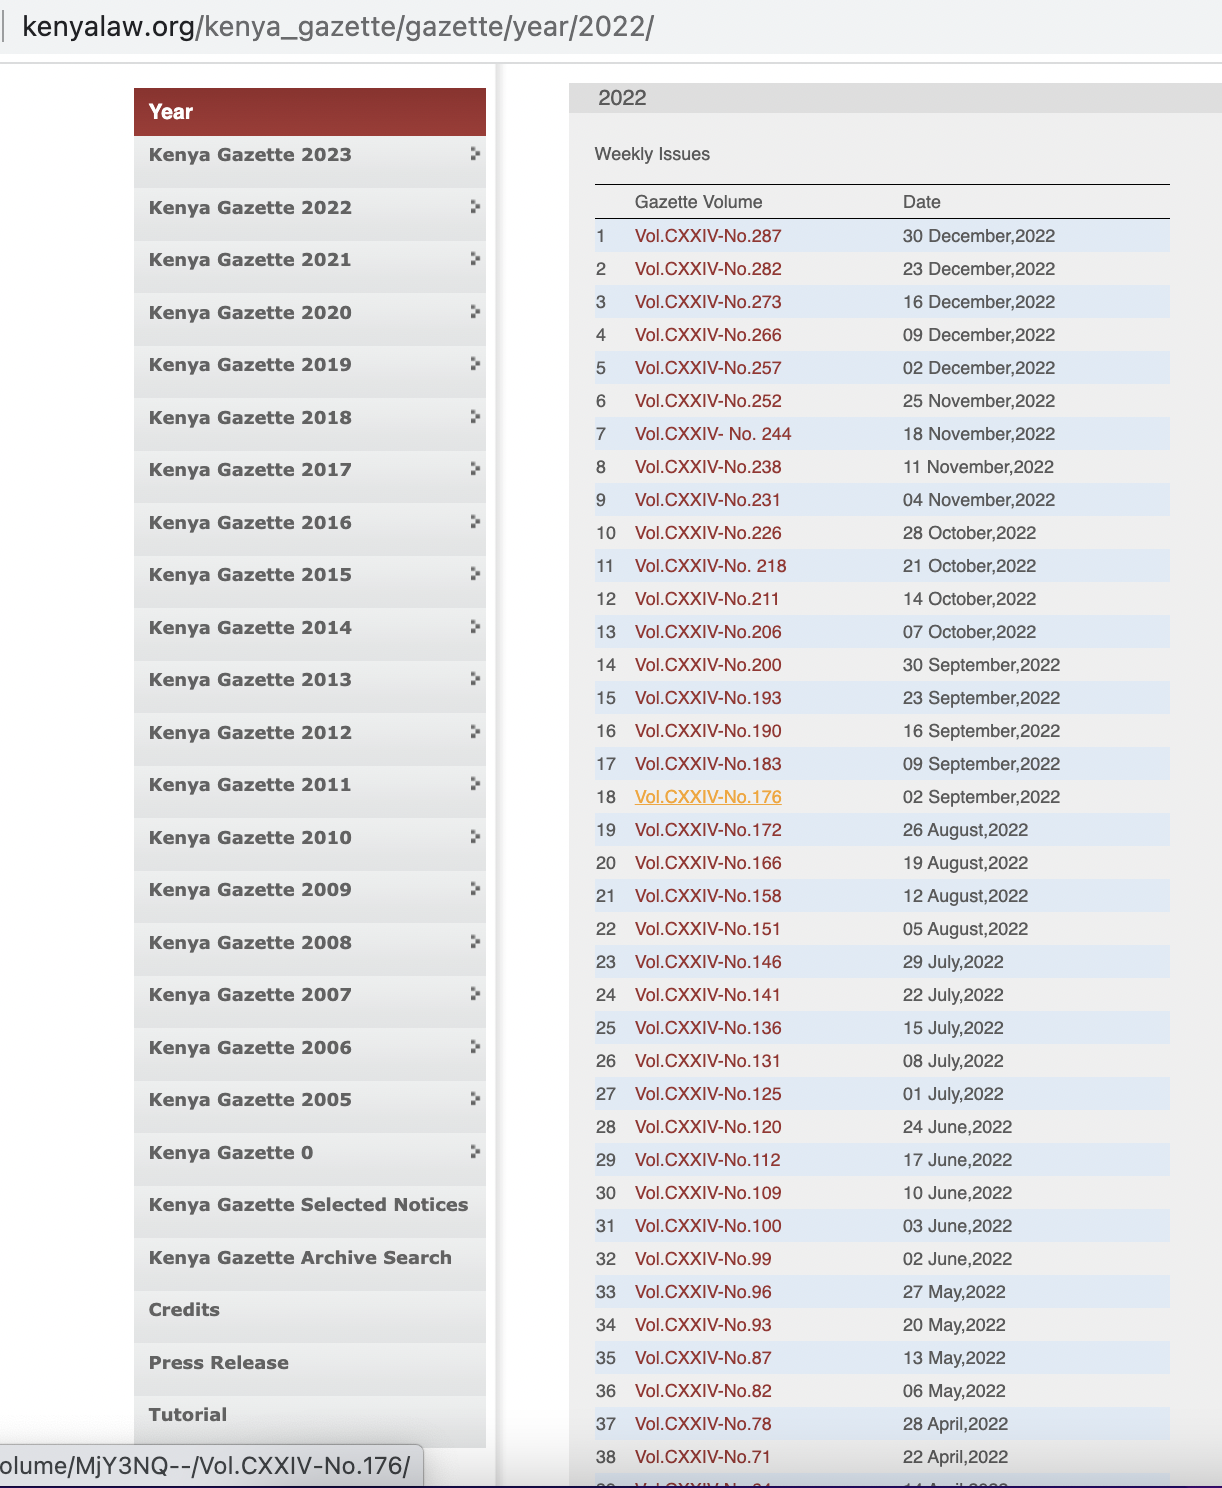 kenyalaw.org/kenya_gazette/gazette/year/2022/
Year
Kenya Gazette 2023
Kenya Gazette 2022
Kenya Gazette 2021
Kenya Gazette 2020
Kenya Gazette 2019
Kenya Gazette 2018
Kenya Gazette 2017
Kenya Gazette 2016
Kenya Gazette 2015
Kenya Gazette 2014
Kenya Gazette 2013
Kenya Gazette 2012
Kenya Gazette 2011
Kenya Gazette 2010
Kenya Gazette 2009
Kenya Gazette 2008
Kenya Gazette 2007
Kenya Gazette 2006
Kenya Gazette 2005
Kenya Gazette 0
Kenya Gazette Selected Notices
Kenya Gazette Archive Search
Credits
Press Release
Tutorial
olume/MjY3NQ--/Vol.CXXIV-No.176/
2022
Weekly Issues
Gazette Volume Date
1 Vol.CXXIV-No.287 30 December,2022
2 Vol.CXXIV-No.282 23 December,2022
3 Vol.CXXIV-No.273 16 December,2022
4 Vol.CXXIV-No.266 09 December,2022
5 Vol.CXXIV-No.257 02 December,2022
6 Vol.CXXIV-No.252 25 November,2022
7 Vol.CXXIV- No. 244 18 November,2022
8 Vol.CXXIV-No.238 11 November,2022
9 Vol.CXXIV-No.231 04 November,2022
10 Vol.CXXIV-No.226 28 October,2022
11 Vol.CXXIV-No. 218 21 October,2022
12 Vol.CXXIV-No.211 14 October,2022
13 Vol.CXXIV-No.206 07 October,2022
14 Vol.CXXIV-No.200 30 September,2022
15 Vol.CXXIV-No.193 23 September,2022
16 Vol.CXXIV-No.190 16 September,2022
17 Vol.CXXIV-No.183 09 September,2022
18 Vol.CXXIV-No.176 02 September,2022
19 Vol.CXXIV-No.172 26 August,2022
20 Vol.CXXIV-No.166 19 August,2022
21 Vol.CXXIV-No.158 12 August,2022
22 Vol.CXXIV-No.151 05 August,2022
23 Vol.CXXIV-No.146 29 July,2022
24 Vol.CXXIV-No.141 22 July,2022
25 Vol.CXXIV-No.136 15 July,2022
26 Vol.CXXIV-No.131 08 July,2022
27 Vol.CXXIV-No.125 01 July,2022
28 Vol.CXXIV-No.120 24 June,2022
29 Vol.CXXIV-No.112 17 June,2022
30 Vol.CXXIV-No.109 10 June,2022
31 Vol.CXXIV-No.100 03 June,2022
32 Vol.CXXIV-No.99 02 June,2022
33 Vol.CXXIV-No.96 27 May,2022
34 Vol.CXXIV-No.93 20 May,2022
35 Vol.CXXIV-No.87 13 May,2022
36 Vol.CXXIV-No.82 06 May,2022
37 Vol.CXXIV-No.78 28 April,2022
38 Vol.CXXIV-No.71 22 April,2022